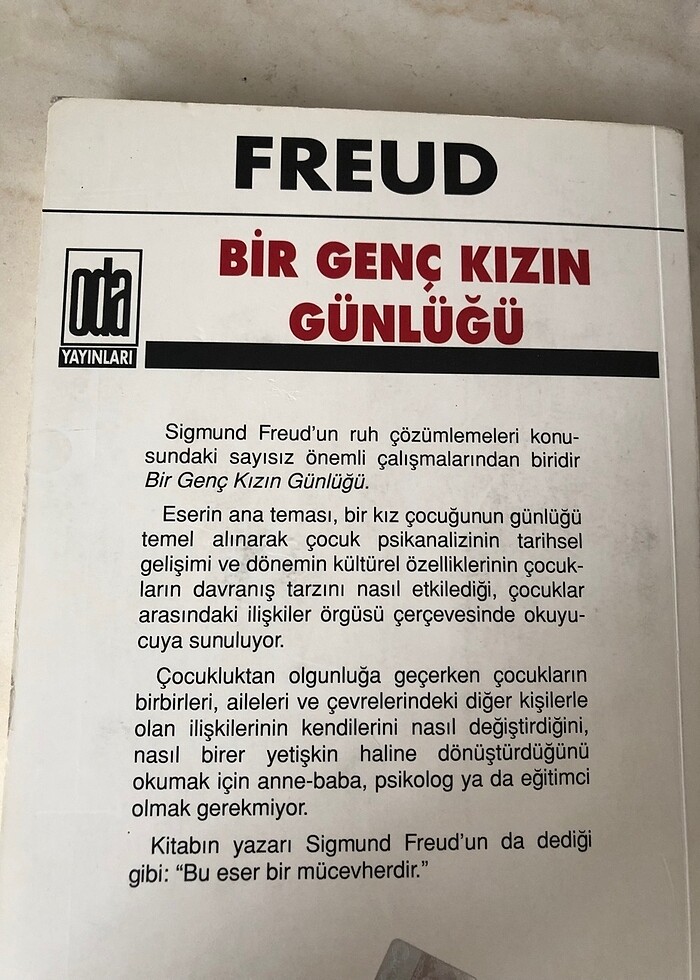 FREUD
BİR GENÇ KIZIN
GÜNLÜĞÜ
oda
YAYINLARI
Sigmund Freud'un ruh çözümlemeleri konu-
sundaki sayısız önemli çalışmalarından biridir
Bir Genç Kızın Günlüğü.
Eserin ana teması, bir kız çocuğunun günlüğü
temel alınarak çocuk psikanalizinin tarihsel
gelişimi ve dönemin kültürel özelliklerinin çocuk-
ların davranış tarzını nasıl etkilediği, çocuklar
arasındaki ilişkiler örgüsü çerçevesinde okuyu-
cuya sunuluyor.
Çocukluktan olgunluğa geçerken çocukların
birbirleri, aileleri ve çevrelerindeki diğer kişilerle
olan ilişkilerinin kendilerini nasıl değiştirdiğini,
nasıl birer yetişkin haline dönüştürdüğünü
okumak için anne-baba, psikolog ya da eğitimci
olmak gerekmiyor.
Kitabın yazarı Sigmund Freud'un da dediği
gibi: “Bu eser bir mücevherdir.”